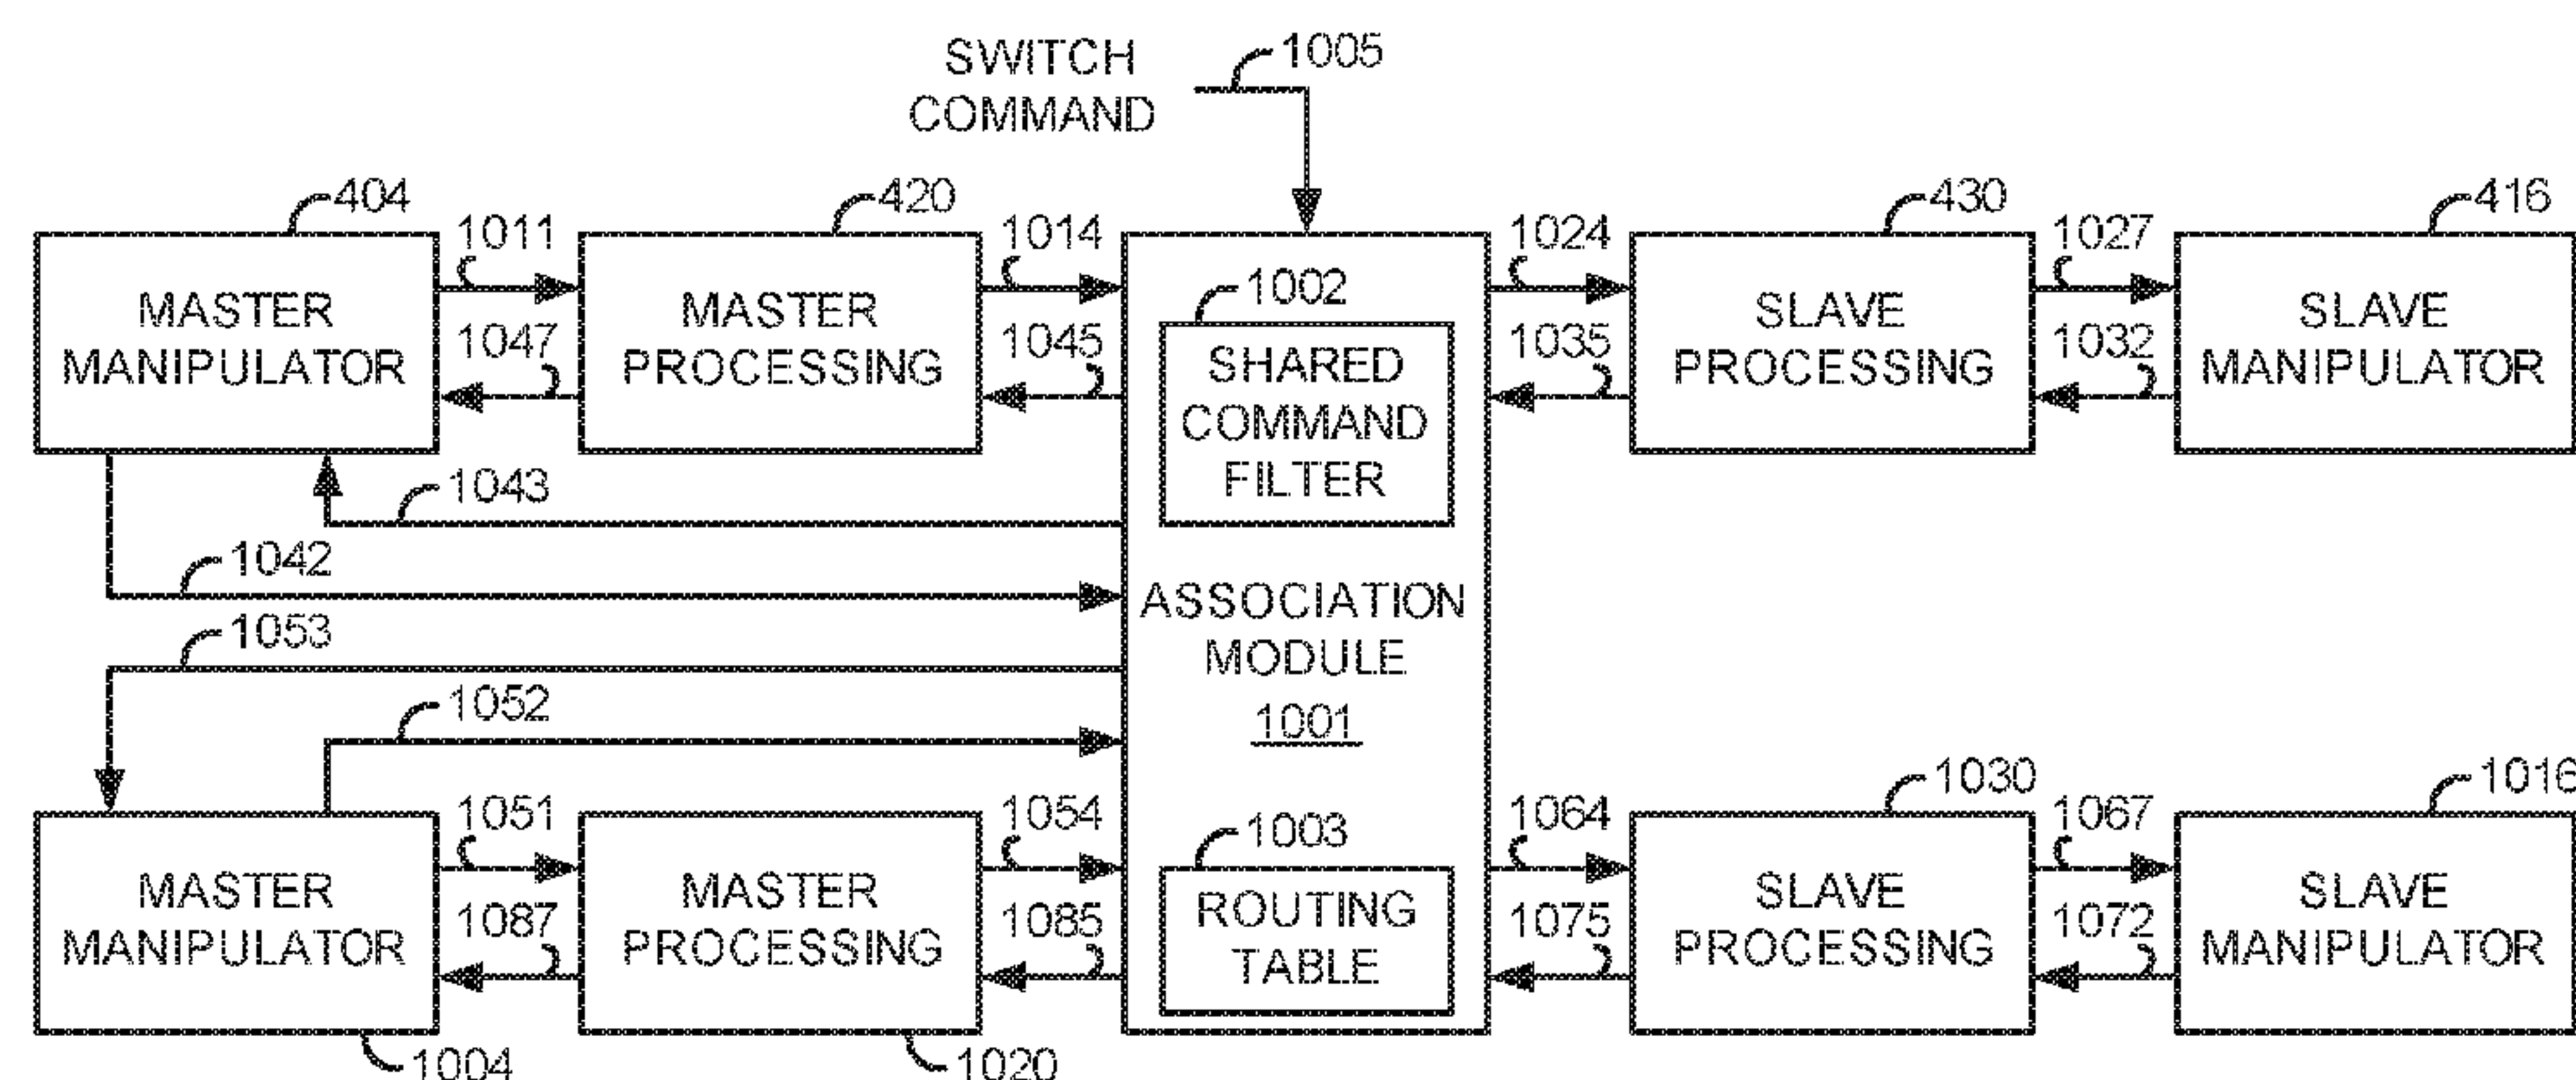 SWITCH
COMMAND
1005
404
1011
420
1014
1024
430
1027
416
MASTER
MANIPULATOR
1047
MASTER
PROCESSING
1045
1002
SHARED
COMMAND
FILTER
1035
SLAVE
PROCESSING
1032
SLAVE
MANIPULATOR
1043
1042
1053
1052
ASSOCIATION
MODULE
1001
1051
1054
1003
1064
1030
1067
1016
MASTER
MANIPULATOR
1087
MASTER
PROCESSING
1085
ROUTING
TABLE
1075
SLAVE
PROCESSING
1072
SLAVE
MANIPULATOR
1004
1020